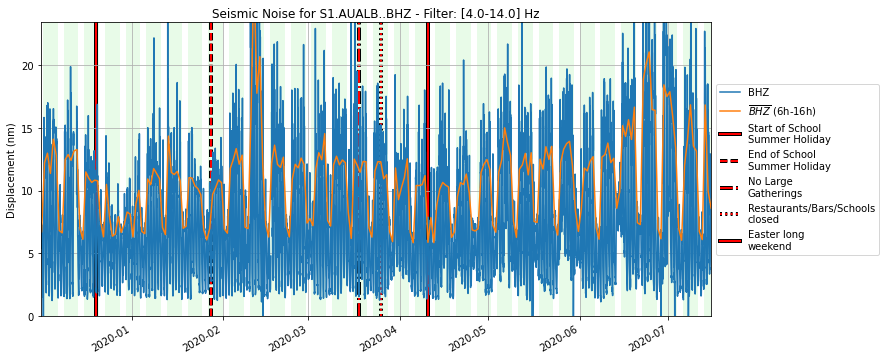 Seismic Noise for S1.AUALB..BHZ - Filter: [4.0-14.0] Hz
Displacement (nm)
20
15
10
5
0
2020-01
2020-02
2020-03
2020-04
2020-05
2020-06
2020-07
BHZ
BHZ (6h-16h)
Start of School
Summer Holiday
End of School
Summer Holiday
No Large
Gatherings
Restaurants/Bars/Schools
closed
Easter long
weekend